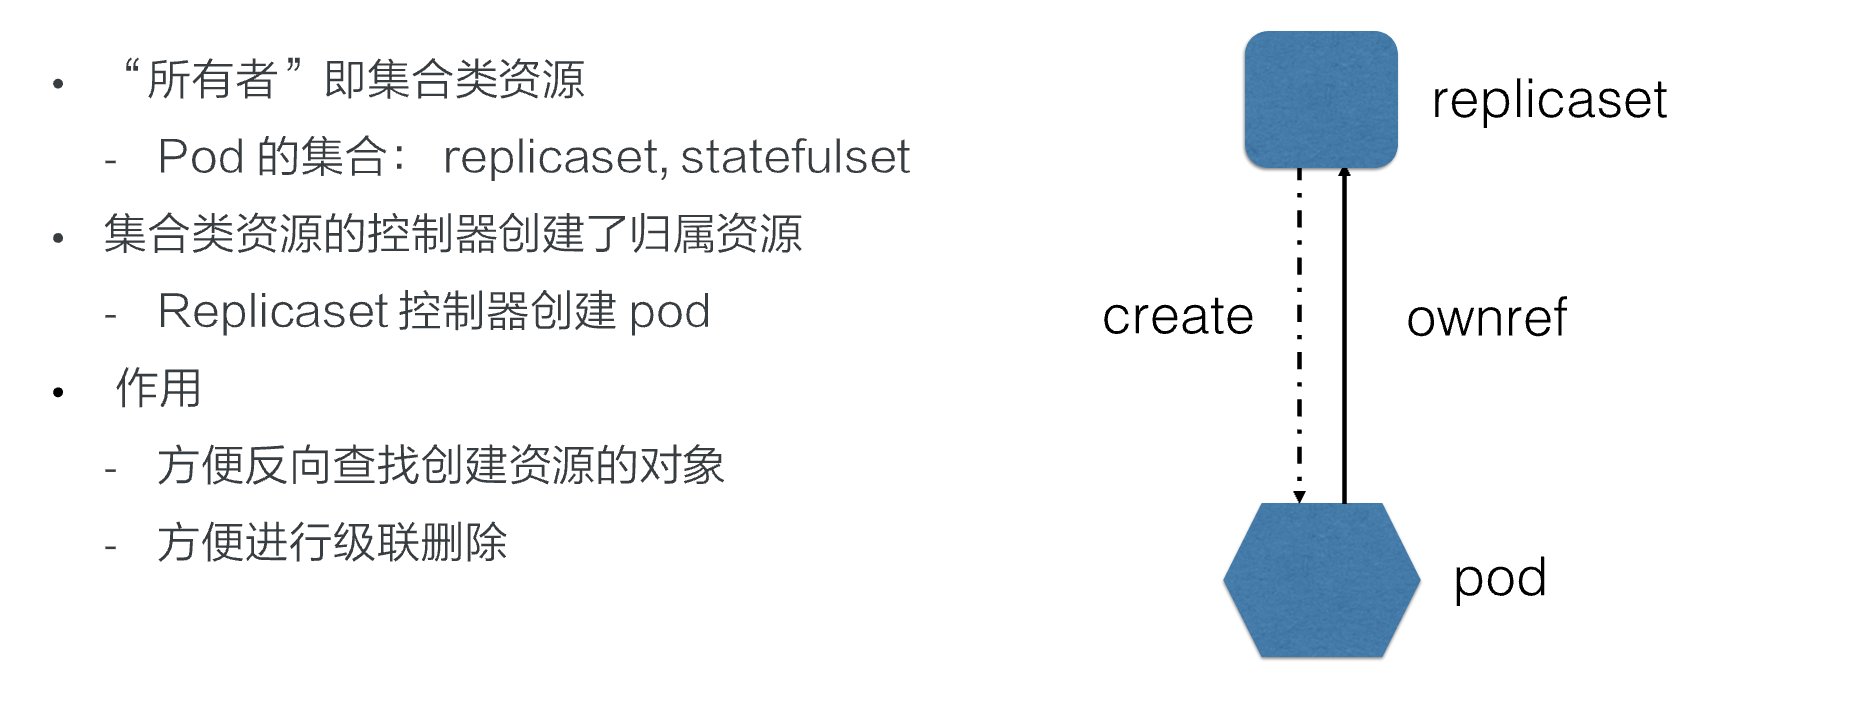 • “所有者”即集合类资源
- Pod 的集合： replicaset, statefulset
• 集合类资源的控制器创建了归属资源
- Replicaset 控制器创建 pod
• 作用
- 方便反向查找创建资源的对象
- 方便进行级联删除
replicaset
create
ownref
pod